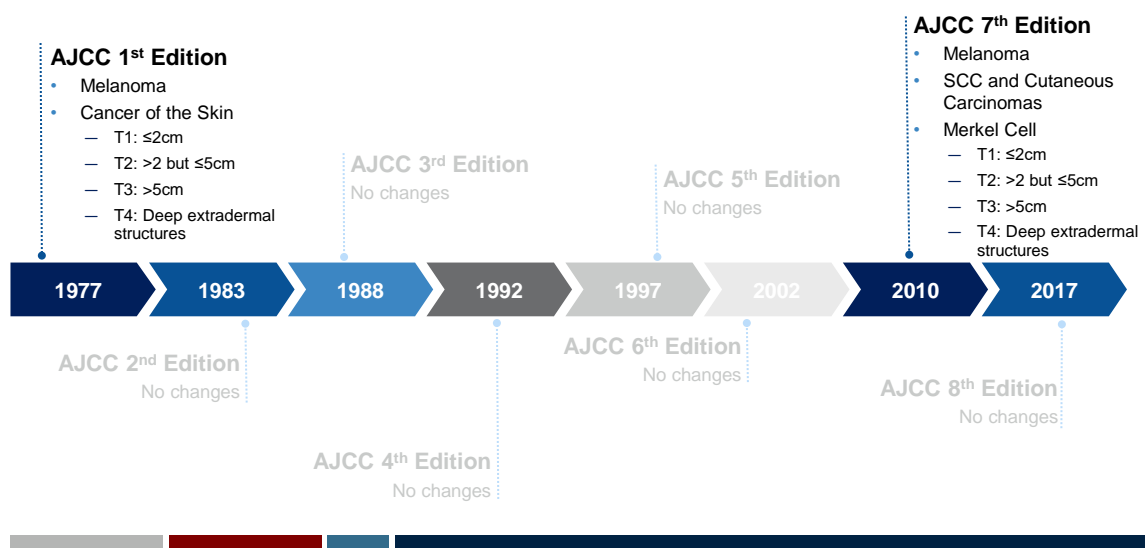 AJCC 1st Edition
• Melanoma
• Cancer of the Skin
— T1: ≤2cm
— T2: >2 but ≤5cm
— T3: >5cm
— T4: Deep extradermal
structures
AJCC 3rd Edition
No changes
AJCC 5th Edition
No changes
AJCC 7th Edition
• Melanoma
• SCC and Cutaneous
Carcinomas
• Merkel Cell
— T1: ≤2cm
— T2: >2 but ≤5cm
— T3: >5cm
— T4: Deep extradermal
structures
1977
1983
1988
1992
1997
2002
2010
2017
AJCC 2nd Edition
No changes
AJCC 4th Edition
No changes
AJCC 6th Edition
No changes
AJCC 8th Edition
No changes